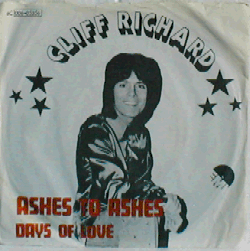 CLIFF RICHARD
ASHES TO ASHES
DAYS OF LOVE